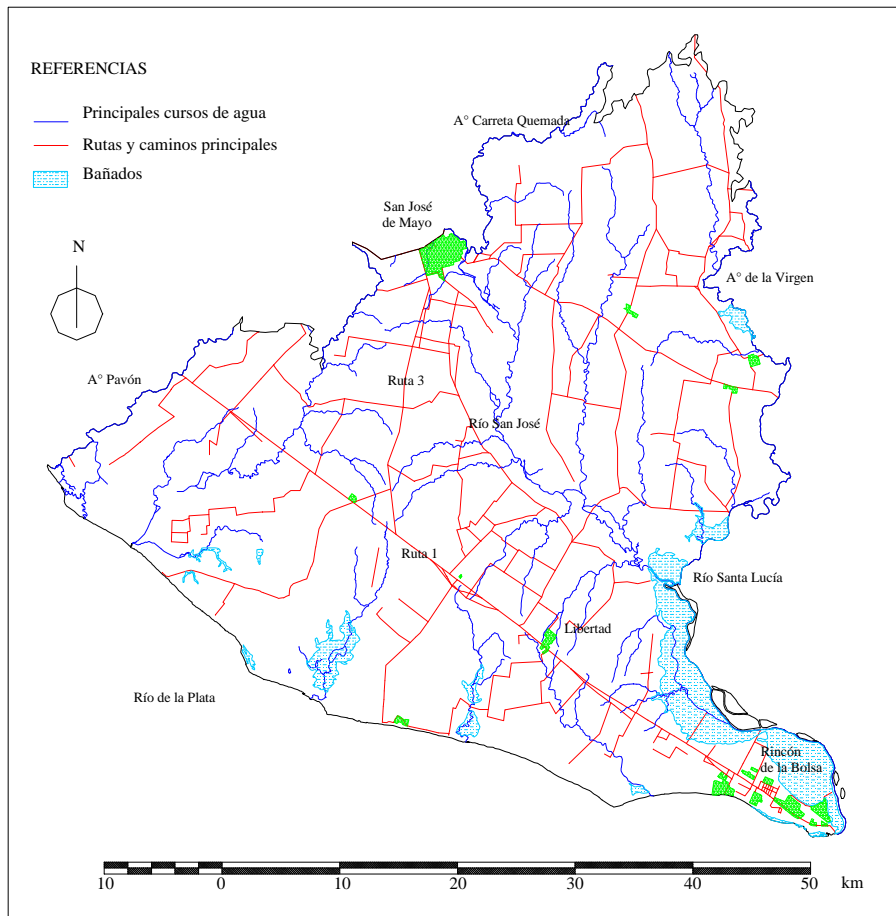 REFERENCIAS
Principales cursos de agua
Rutas y caminos principales
Bañados
N
A° Carreta Quemada
San José
de Mayo
A° de la Virgen
A° Pavón
Ruta 3
Río San José
Ruta 1
Río Santa Lucía
Libertad
Río de la Plata
Rincón
de la Bolsa
10 0 10 20 30 40 50 km